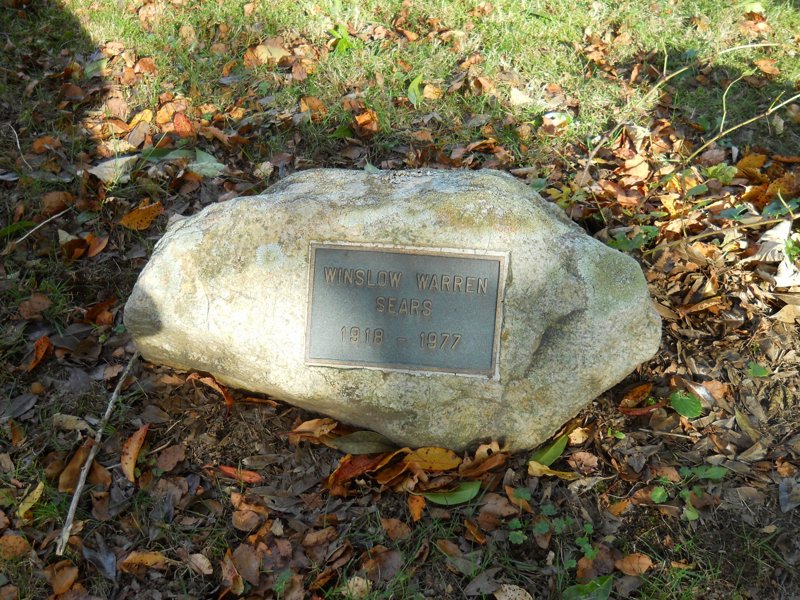 WINSLOW WARREN
SEARS
1918 - 1977